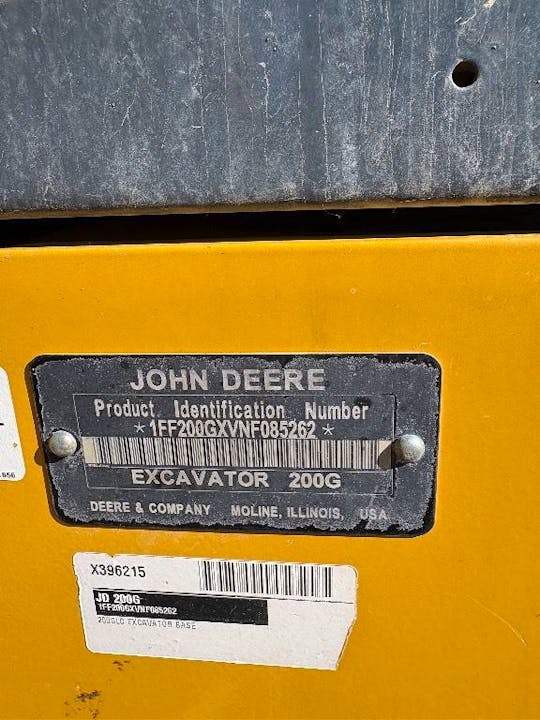 JOHN DEERE
Product Identification Number
*1FF200GXVNF085262*
EXCAVATOR 200G
DEERE & COMPANY MOLINE, ILLINOIS, USA
X396215
JD 200G
1FF200GXVNF085262
200GLC EXCAVATOR BASE